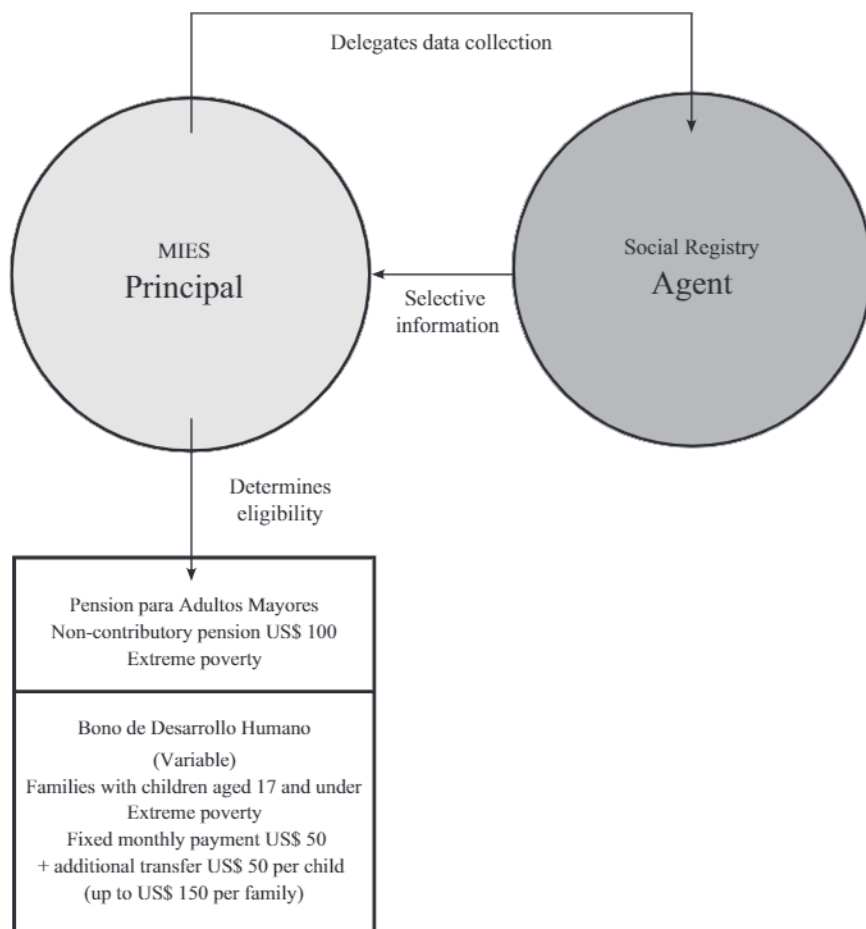 Delegates data collection
MIES
Principal
Social Registry
Agent
Selective
information
Determines
eligibility
Pension para Adultos Mayores
Non-contributory pension US$ 100
Extreme poverty
Bono de Desarrollo Humano
(Variable)
Families with children aged 17 and under
Extreme poverty
Fixed monthly payment US$ 50
+ additional transfer US$ 50 per child
(up to US$ 150 per family)